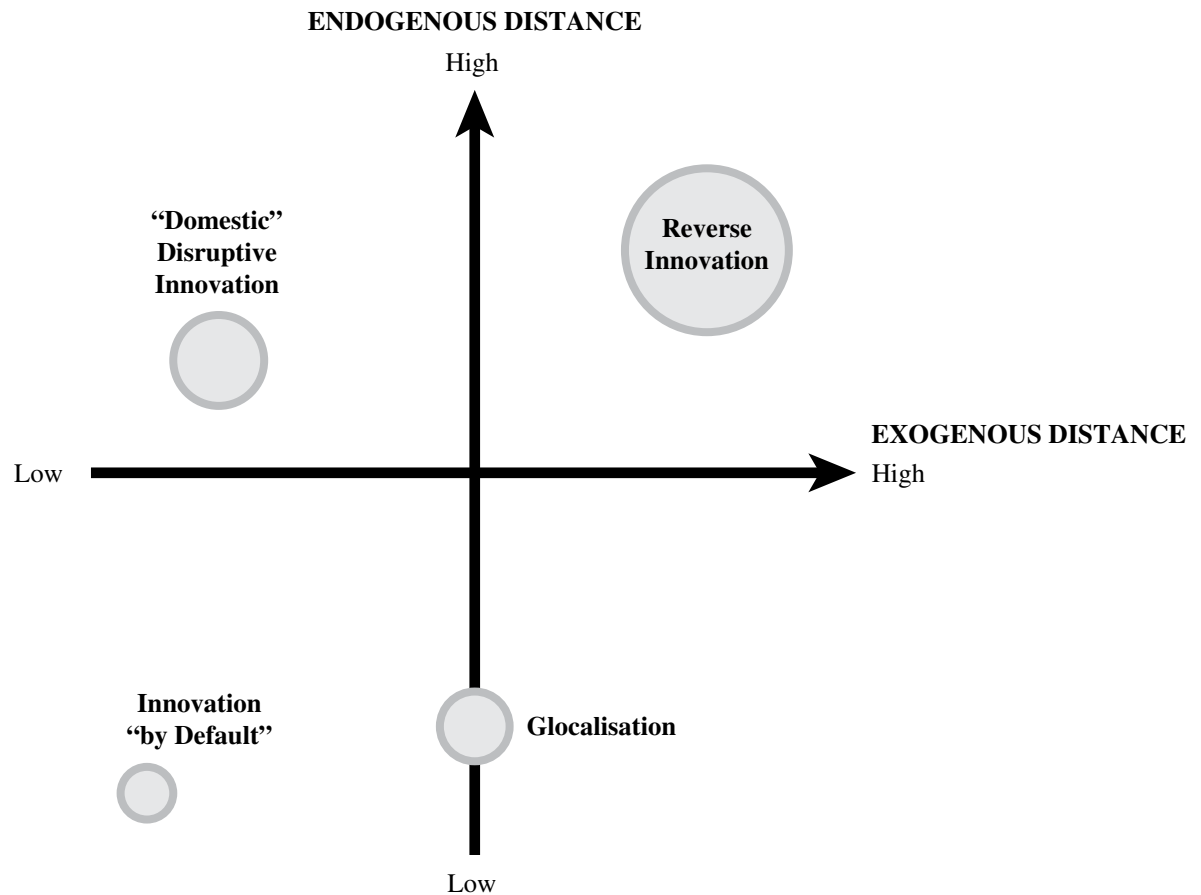 ENDOGENOUS DISTANCE
High
“Domestic”
Disruptive
Innovation
Reverse
Innovation
EXOGENOUS DISTANCE
Low
High
Innovation
“by Default”
Glocalisation
Low